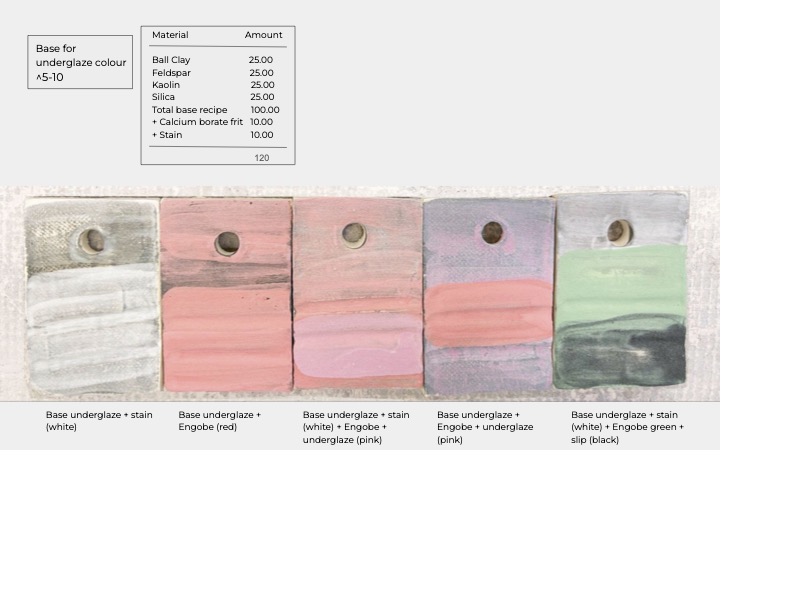 Base for
underglaze colour
^5-10
Material Amount
Ball Clay 25.00
Feldspar 25.00
Kaolin 25.00
Silica 25.00
Total base recipe 100.00
+ Calcium borate frit 10.00
+ Stain 10.00
120
Base underglaze + stain
(white)
Base underglaze +
Engobe (red)
Base underglaze + stain
(white) + Engobe +
underglaze (pink)
Base underglaze +
Engobe + underglaze
(pink)
Base underglaze + stain
(white) + Engobe green +
slip (black)